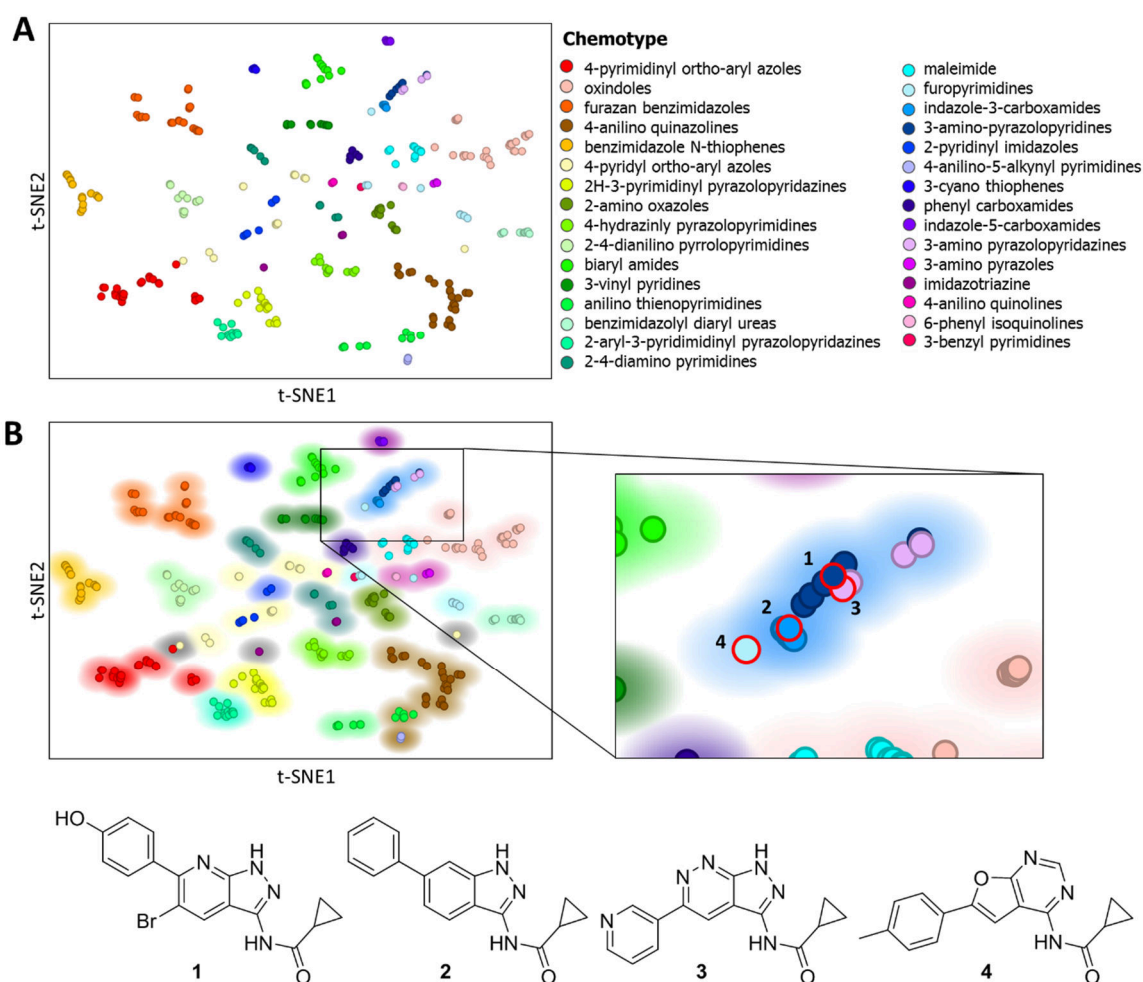 A
t-SNE2
t-SNE1
Chemotype
4-pyrimidinyl ortho-aryl azoles
oxindoles
furazan benzimidazoles
4-anilino quinazolines
benzimidazole N-thiophenes
4-pyridyl ortho-aryl azoles
2H-3-pyrimidinyl pyrazolopyridazines
2-amino oxazoles
4-hydrazinly pyrazolopyrimidines
2-4-dianilino pyrrolopyrimidines
biaryl amides
3-vinyl pyridines
anilino thienopyrimidines
benzimidazolyl diaryl ureas
2-aryl-3-pyridimidinyl pyrazolopyridazines
2-4-diamino pyrimidines
maleimide
furopyrimidines
indazole-3-carboxamides
3-amino-pyrazolopyridines
2-pyridinyl imidazoles
4-anilino-5-alkynyl pyrimidines
3-cyano thiophenes
phenyl carboxamides
indazole-5-carboxamides
3-amino pyrazolopyridazines
3-amino pyrazoles
imidazotriazine
4-anilino quinolines
6-phenyl isoquinolines
3-benzyl pyrimidines
B
t-SNE2
t-SNE1
1
2
3
4
HO
N
H
N
N
Br
HN
O
1
H
N
N
HN
O
2
N
N
H
N
N
N
HN
O
3
O
N
N
HN
O
4